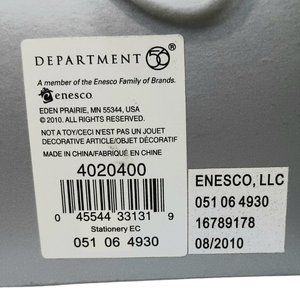 DEPARTMENT 56®
A member of the Enesco Family of Brands.
enesco.
EDEN PRAIRIE, MN 55344, USA
© 2010. ALL RIGHTS RESERVED.
NOT A TOY/CECI N'EST PAS UN JOUET
DECORATIVE ARTICLE/OBJET DÉCORATIF
MADE IN CHINA/FABRIQUÉ EN CHINE
4020400
0 45544 33131 9
Stationery EC
051 06 4930
ENESCO, LLC
051 06 4930
16789178
08/2010